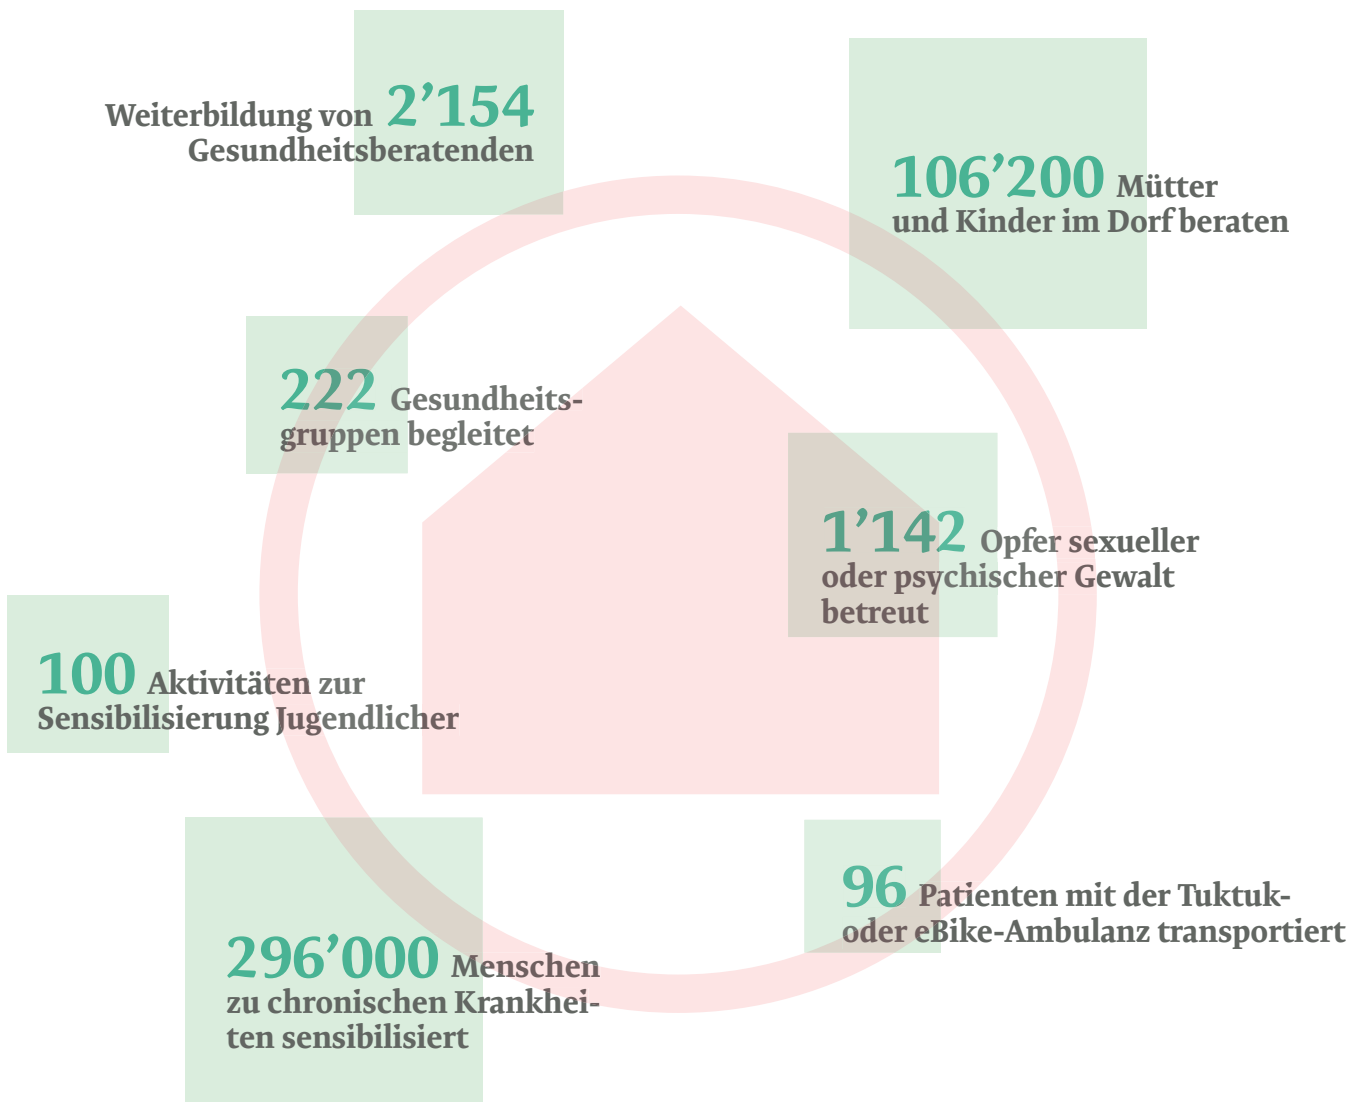 Weiterbildung von 2’154
Gesundheitsberatenden
106’200 Mütter
und Kinder im Dorf beraten
222 Gesundheits-
gruppen begleitet
1’142 Opfer sexueller
oder psychischer Gewalt
betreut
100 Aktivitäten zur
Sensibilisierung Jugendlicher
96 Patienten mit der Tuktuk-
oder eBike-Ambulanz transportiert
296’000 Menschen
zu chronischen Krankhei-
ten sensibilisiert